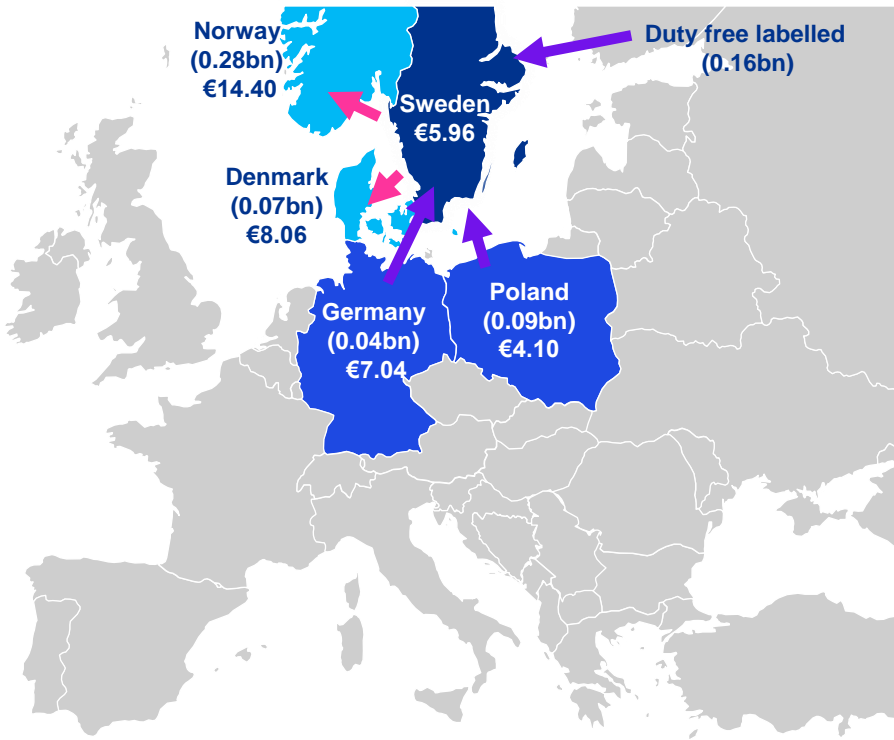 Norway
(0.28bn)
€14.40
Duty free labelled
(0.16bn)
Sweden
€5.96
Denmark
(0.07bn)
€8.06
Germany
(0.04bn)
€7.04
Poland
(0.09bn)
€4.10